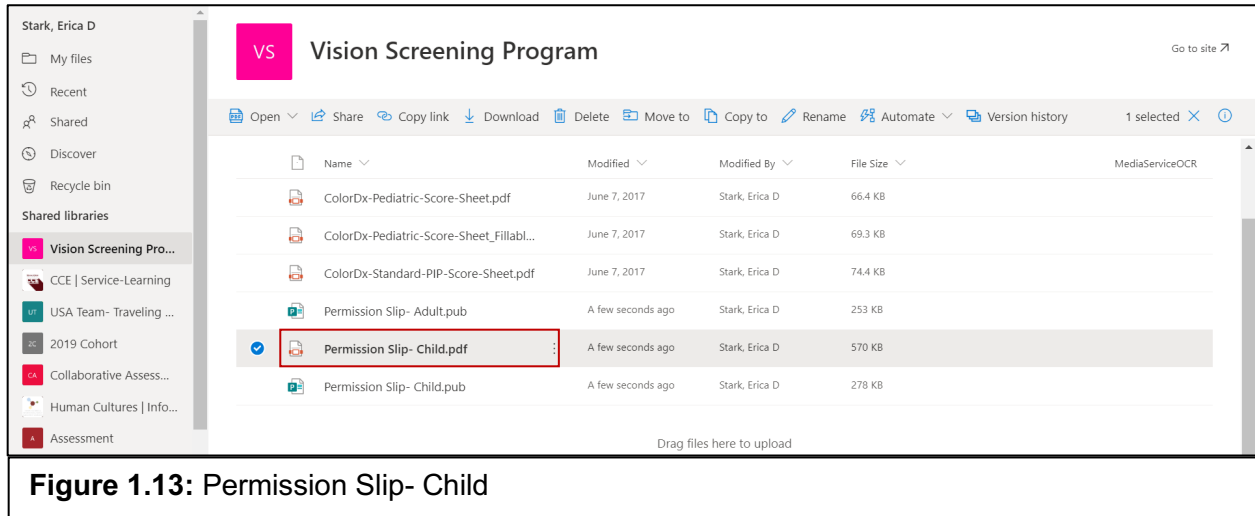 Stark, Erica D
My files
Recent
Shared
Discover
Recycle bin
Shared libraries
VS Vision Screening Pro...
CCE | Service-Learning
UT USA Team- Traveling ...
2C 2019 Cohort
CA Collaborative Assess...
Human Cultures | Info...
A Assessment
VS Vision Screening Program Go to site
Open Share Copy link Download Delete Move to Copy to Rename Automate Version history 1 selected
Name Modified Modified By File Size MediaServiceOCR
ColorDx-Pediatric-Score-Sheet.pdf June 7, 2017 Stark, Erica D 66.4 KB
ColorDx-Pediatric-Score-Sheet_Fillabl... June 7, 2017 Stark, Erica D 69.3 KB
ColorDx-Standard-PIP-Score-Sheet.pdf June 7, 2017 Stark, Erica D 74.4 KB
Permission Slip- Adult.pub A few seconds ago Stark, Erica D 253 KB
Permission Slip- Child.pdf A few seconds ago Stark, Erica D 570 KB
Permission Slip- Child.pub A few seconds ago Stark, Erica D 278 KB
Drag files here to upload
Figure 1.13: Permission Slip- Child